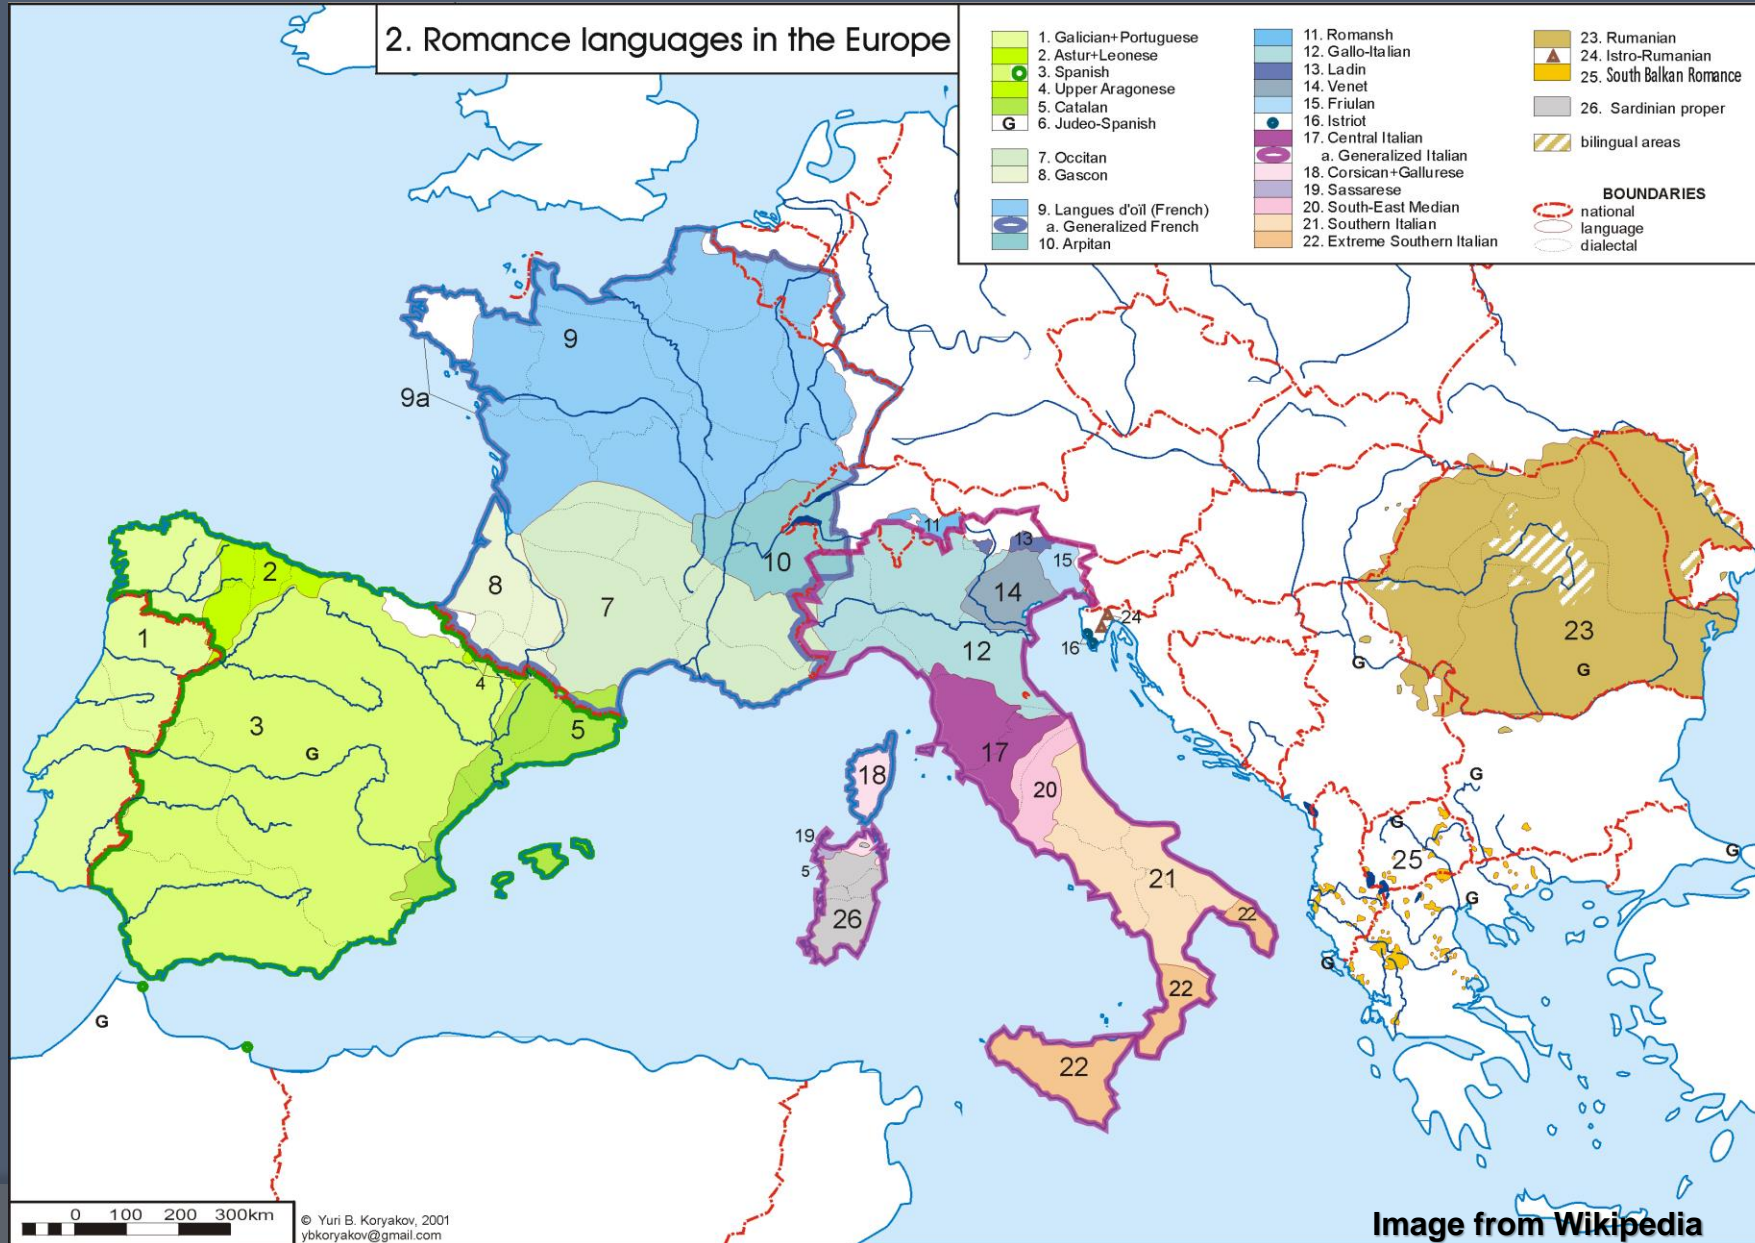 2. Romance languages in the Europe
1. Galician+Portuguese
2. Astur+Leonese
3. Spanish
4. Upper Aragonese
5. Catalan
G 6. Judeo-Spanish
7. Occitan
8. Gascon
9. Langues d'oïl (French)
a. Generalized French
10. Arpitan
11. Romansh
12. Gallo-Italian
13. Ladin
14. Venet
15. Friulan
16. Istriot
17. Central Italian
a. Generalized Italian
18. Corsican+Gallurese
19. Sassarese
20. South-East Median
21. Southern Italian
22. Extreme Southern Italian
23. Rumanian
24. Istro-Rumanian
25. South Balkan Romance
26. Sardinian proper
bilingual areas
BOUNDARIES
national
language
dialectal
9
9a
11
13
15
10
2
8
14
7
1
24
16
23
12
4
G
G
3
5
G
17
18
20
G
19
G
25
G
5
21
G
26
22
G
22
G
22
0 100 200 300km
© Yuri B. Koryakov, 2001
ybkoryakov@gmail.com
Image from Wikipedia